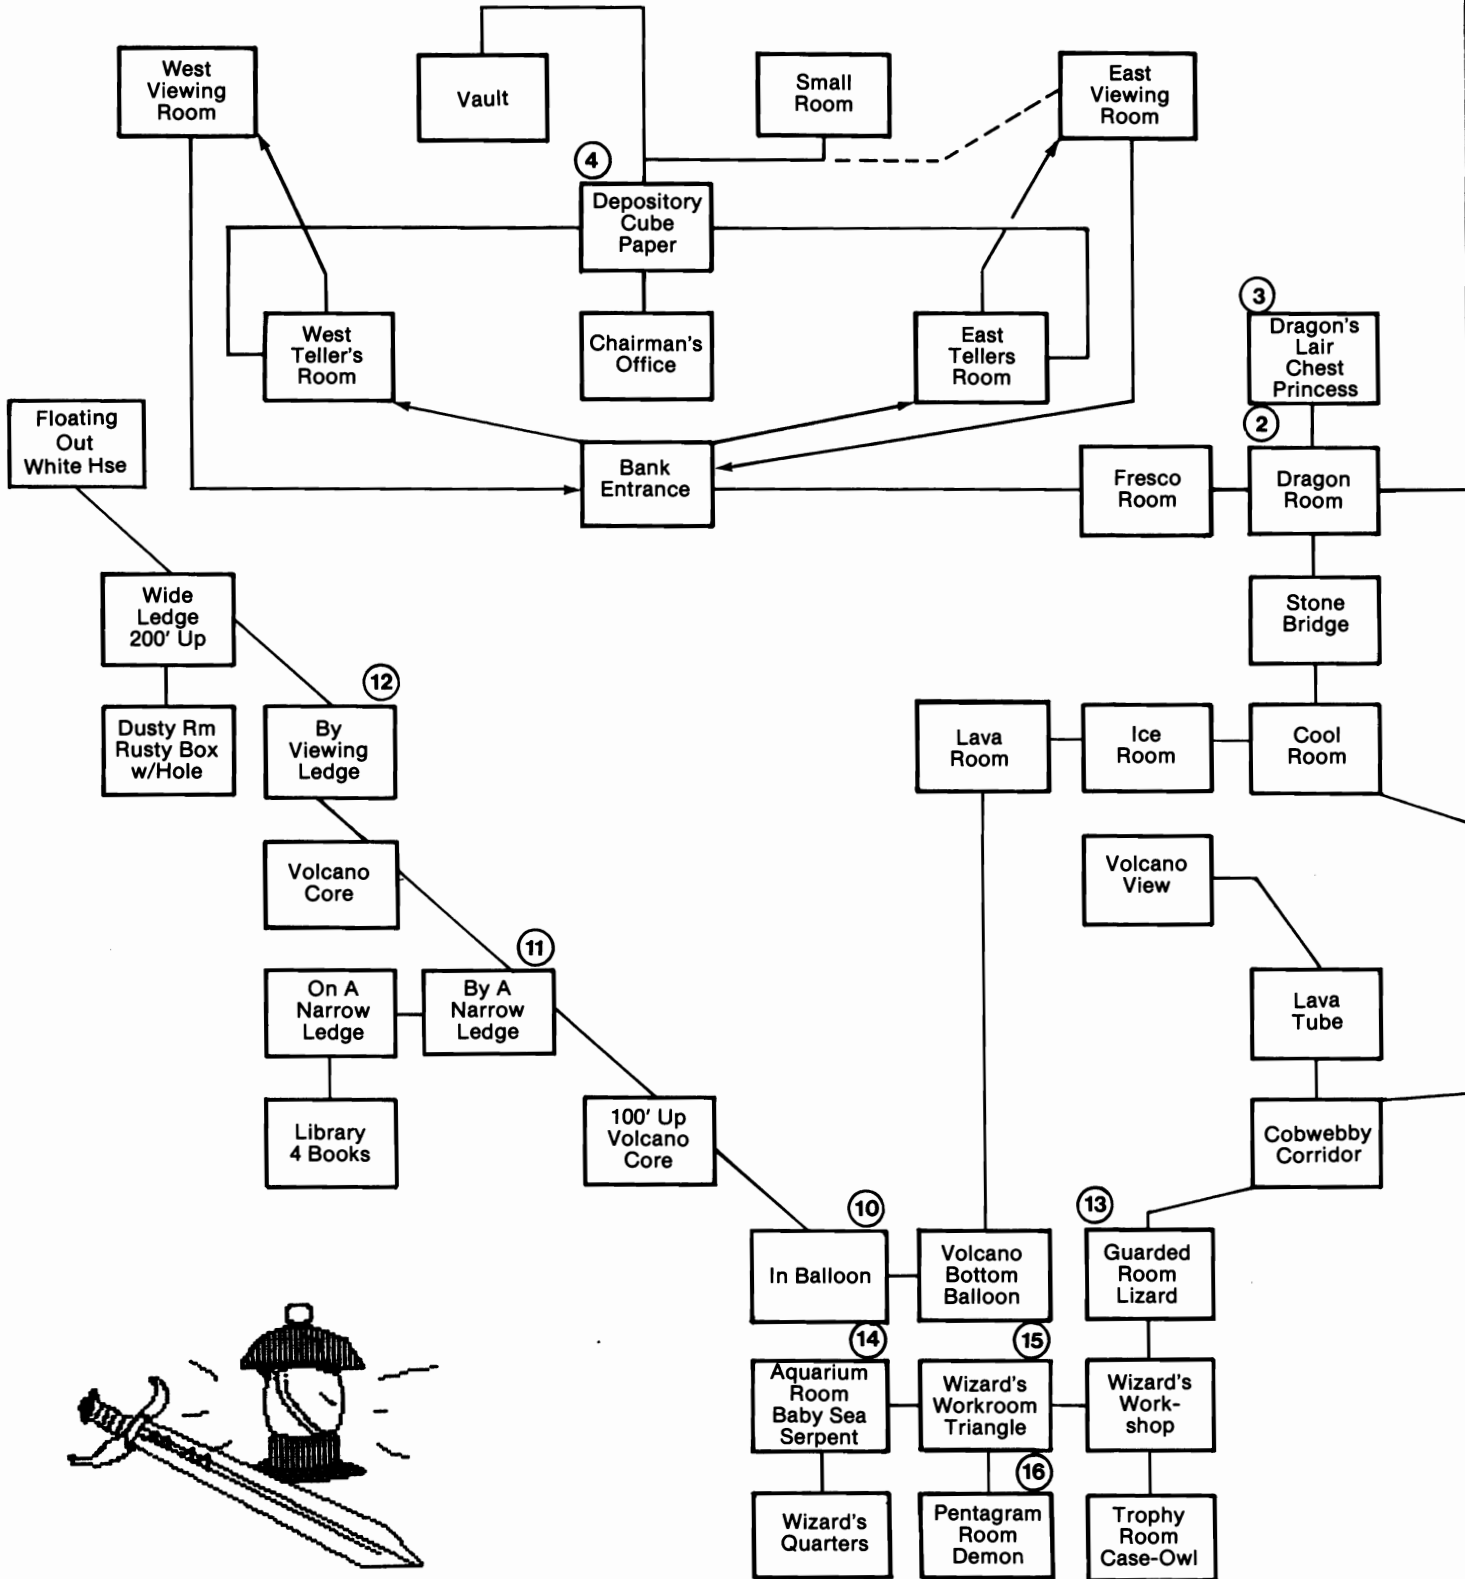 West
Viewing
Room
Vault
Small
Room
East
Viewing
Room
4
Depository
Cube
Paper
West
Teller's
Room
Chairman's
Office
East
Tellers
Room
3
Dragon's
Lair
Chest
Princess
Floating
Out
White Hse
Bank
Entrance
Fresco
Room
2
Dragon
Room
Wide
Ledge
200' Up
Stone
Bridge
Dusty Rm
Rusty Box
w/Hole
12
By
Viewing
Ledge
Lava
Room
Ice
Room
Cool
Room
Volcano
Core
Volcano
View
On A
Narrow
Ledge
11
By A
Narrow
Ledge
Lava
Tube
Library
4 Books
100' Up
Volcano
Core
Cobwebby
Corridor
10
In Balloon
Volcano
Bottom
Balloon
13
Guarded
Room
Lizard
14
Aquarium
Room
Baby Sea
Serpent
15
Wizard's
Workroom
Triangle
Wizard's
Work-
shop
Wizard's
Quarters
16
Pentagram
Room
Demon
Trophy
Room
Case-Owl